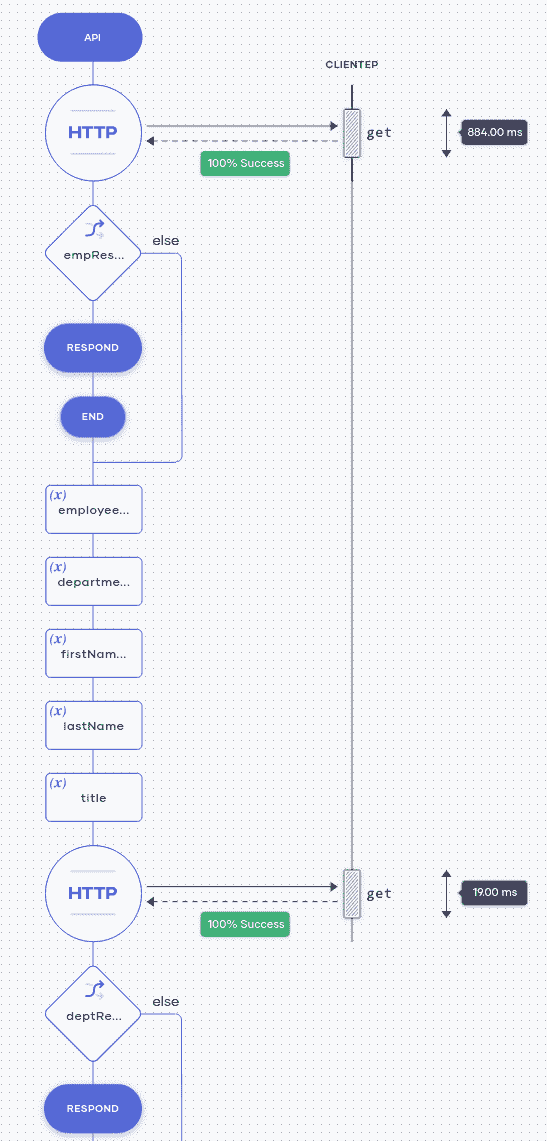 API
CLIENTEP
HTTP
get
884.00 ms
100% Success
else
empRes...
RESPOND
END
(x)
employee...
(x)
departme...
(x)
firstNam...
(x)
lastName
(x)
title
HTTP
get
19.00 ms
100% Success
else
deptRe...
RESPOND